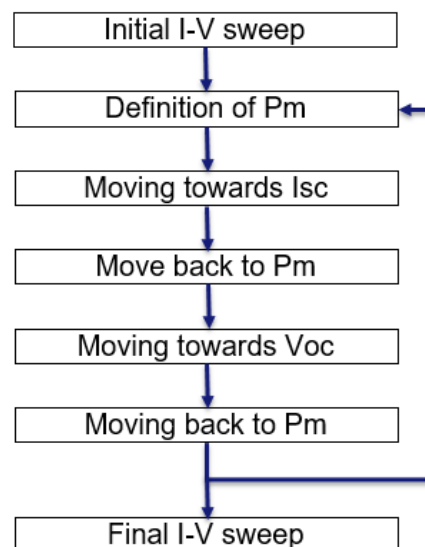 Initial I-V sweep
Definition of Pm
Moving towards Isc
Move back to Pm
Moving towards Voc
Moving back to Pm
Final I-V sweep